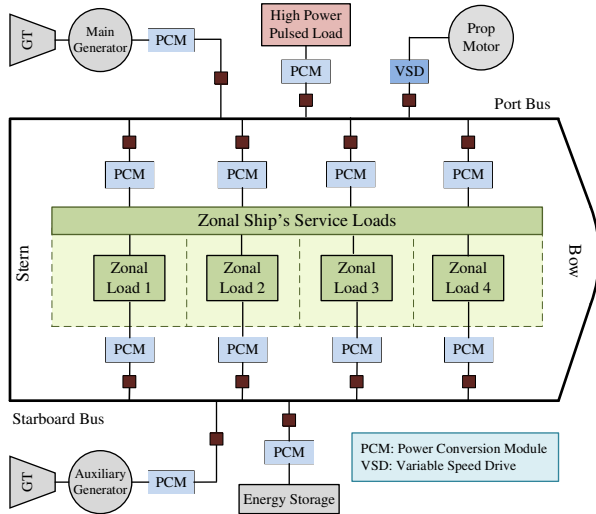 GT
Main
Generator
PCM
High Power
Pulsed Load
PCM
VSD
Prop
Motor
Port Bus
PCM
PCM
PCM
PCM
Zonal Ship's Service Loads
Stern
Zonal
Load 1
Zonal
Load 2
Zonal
Load 3
Zonal
Load 4
Bow
PCM
PCM
PCM
PCM
Starboard Bus
GT
Auxiliary
Generator
PCM
PCM
Energy Storage
PCM: Power Conversion Module
VSD: Variable Speed Drive